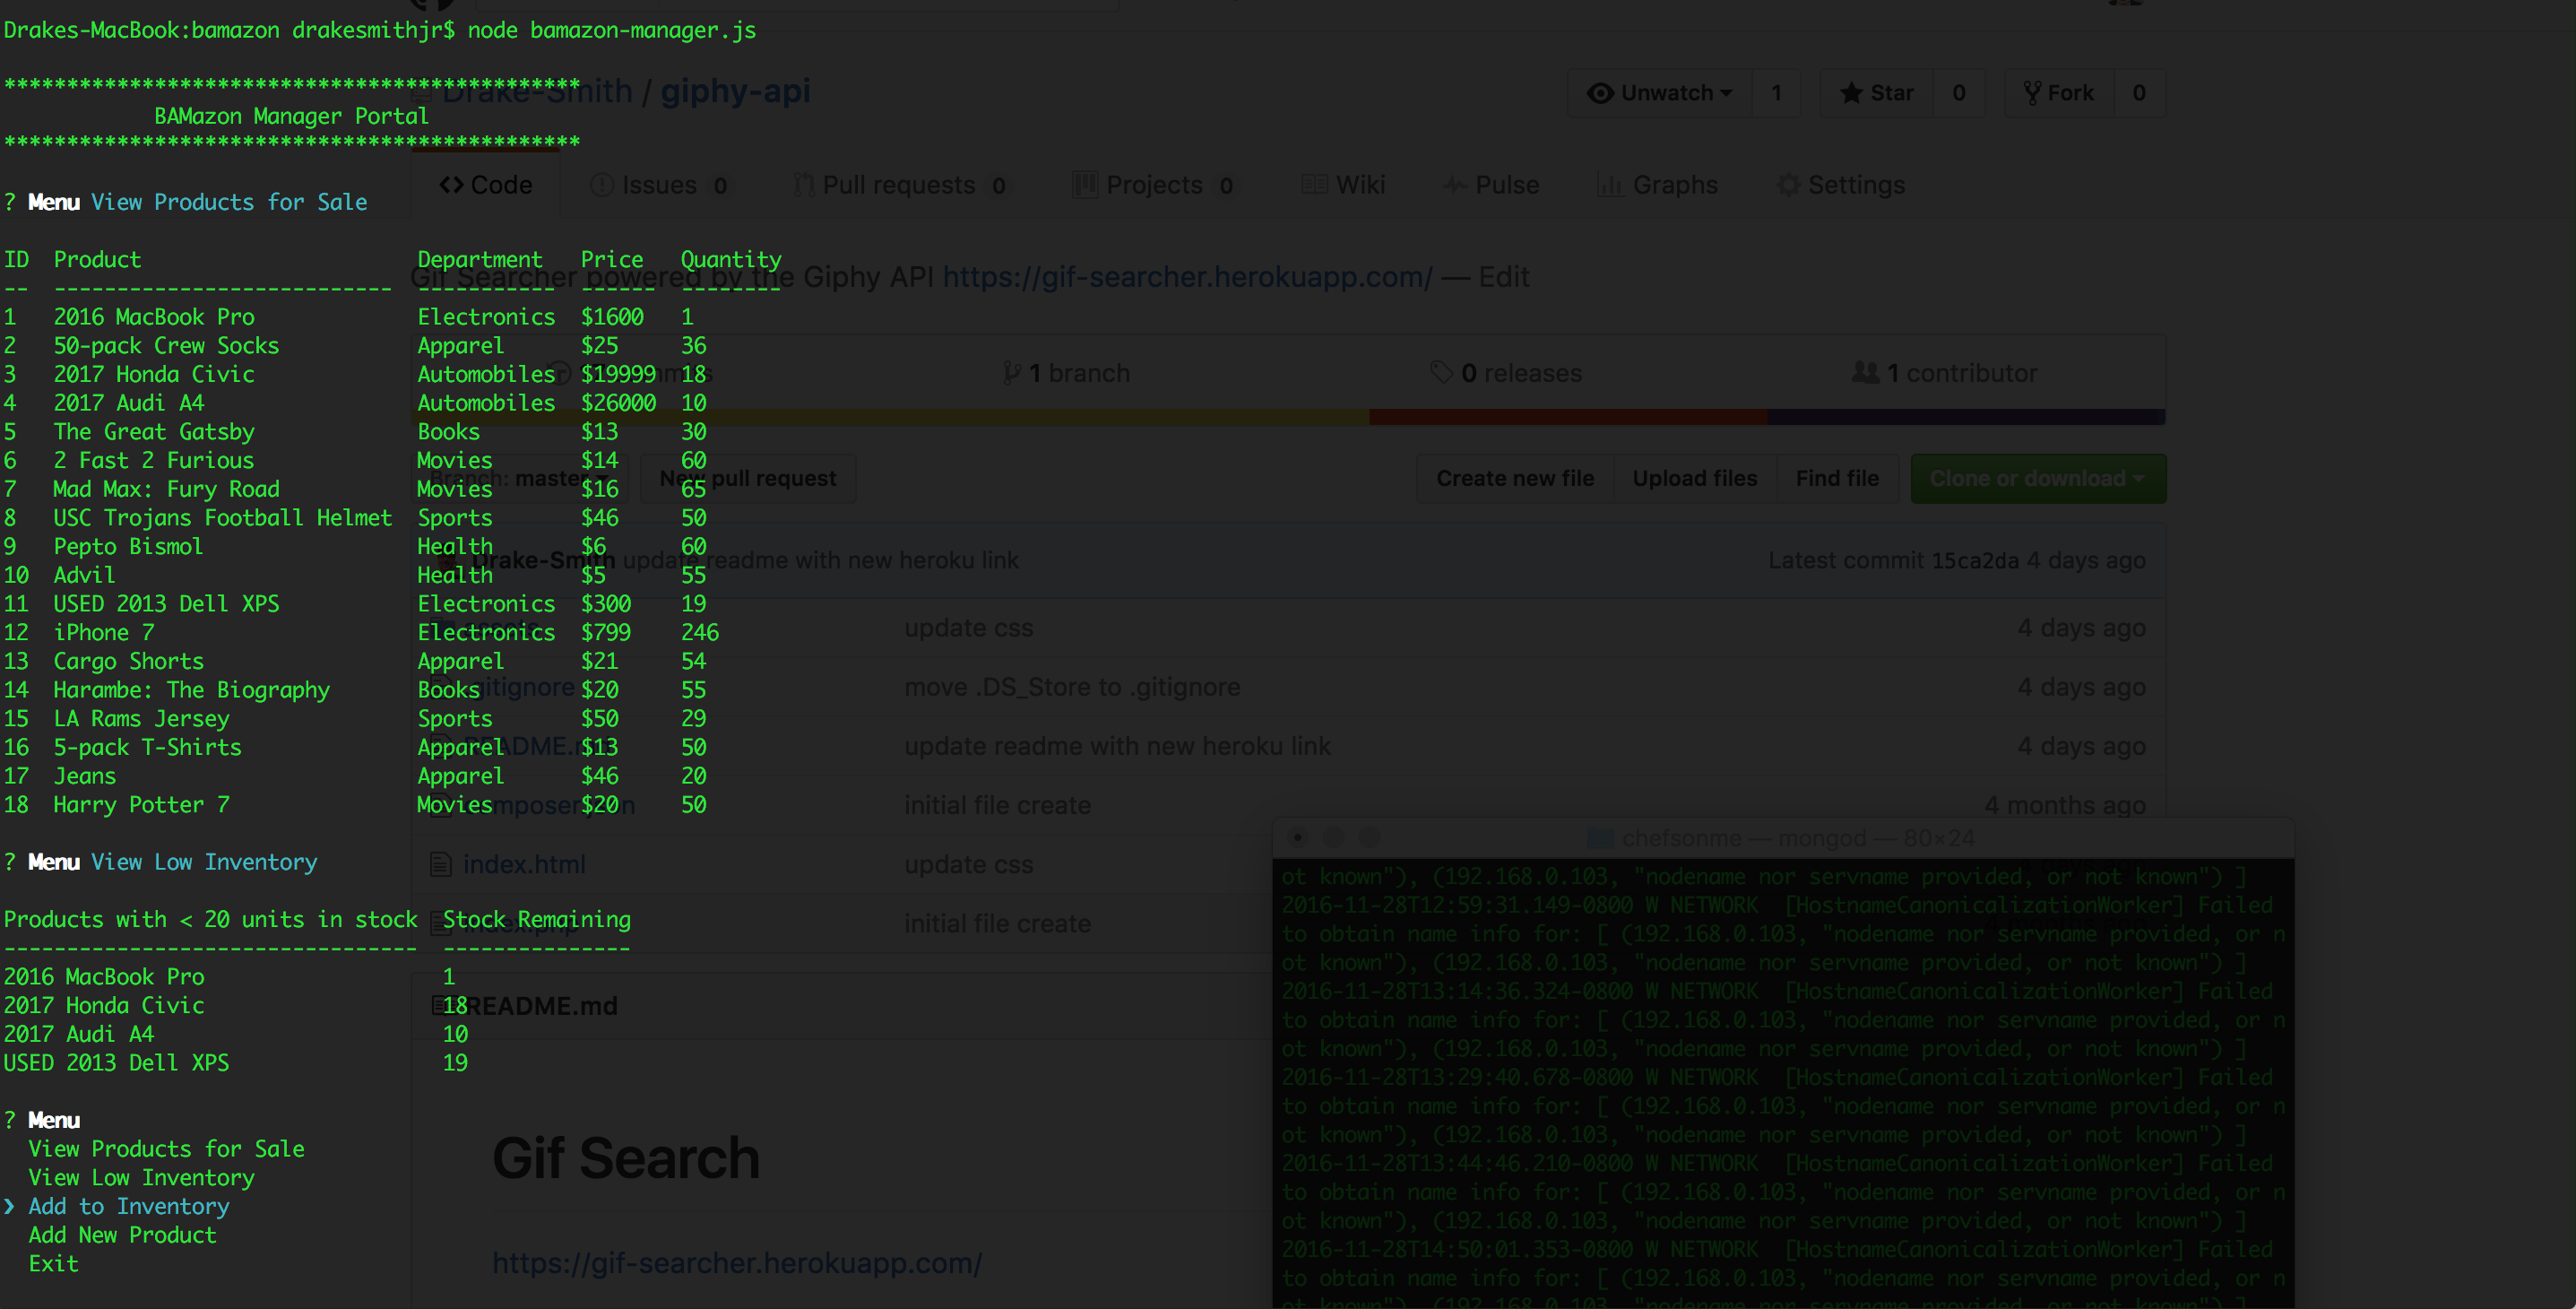 Drakes-MacBook:bamazon drakesmithjr$ node bamazon-manager.js
**********************************************
BAMazon Manager Portal
**********************************************
? Menu View Products for Sale
ID  Product                      Department   Price   Quantity
--  ---------------------------  -----------  ------  --------
1   2016 MacBook Pro             Electronics  $1600   1
2   50-pack Crew Socks           Apparel      $25     36
3   2017 Honda Civic             Automobiles  $19999  18
4   2017 Audi A4                 Automobiles  $26000  10
5   The Great Gatsby             Books        $13     30
6   2 Fast 2 Furious             Movies       $14     60
7   Mad Max: Fury Road           Movies       $16     65
8   USC Trojans Football Helmet  Sports       $46     50
9   Pepto Bismol                 Health       $6      60
10  Advil                        Health       $5      55
11  USED 2013 Dell XPS           Electronics  $300    19
12  iPhone 7                     Electronics  $799    246
13  Cargo Shorts                 Apparel      $21     54
14  Harambe: The Biography       Books        $20     55
15  LA Rams Jersey               Sports       $50     29
16  5-pack T-Shirts              Apparel      $13     50
17  Jeans                        Apparel      $46     20
18  Harry Potter 7               Movies       $20     50
? Menu View Low Inventory
Products with < 20 units in stock  Stock Remaining
---------------------------------  ---------------
2016 MacBook Pro                   1
2017 Honda Civic                   18
2017 Audi A4                       10
USED 2013 Dell XPS                 19
? Menu
View Products for Sale
View Low Inventory
❯ Add to Inventory
Add New Product
Exit
Drake-Smith / giphy-api
Unwatch 1 Star 0 Fork 0
Code Issues 0 Pull requests 0 Projects 0 Wiki Pulse Graphs Settings
Gif Searcher powered by the Giphy API https://gif-searcher.herokuapp.com/ — Edit
1 branch 0 releases 1 contributor
Branch: master New pull request Create new file Upload files Find file Clone or download
Drake-Smith update readme with new heroku link Latest commit 15ca2da 4 days ago
update css 4 days ago
.gitignore move .DS_Store to .gitignore 4 days ago
README.md update readme with new heroku link 4 days ago
composer.json initial file create 4 months ago
index.html update css
index.php initial file create
README.md
Gif Search
https://gif-searcher.herokuapp.com/
chefsonme — mongod — 80×24
ot known"), (192.168.0.103, "nodename nor servname provided, or not known") ]
2016-11-28T12:59:31.149-0800 W NETWORK  [HostnameCanonicalizationWorker] Failed
to obtain name info for: [ (192.168.0.103, "nodename nor servname provided, or n
ot known"), (192.168.0.103, "nodename nor servname provided, or not known") ]
2016-11-28T13:14:36.324-0800 W NETWORK  [HostnameCanonicalizationWorker] Failed
to obtain name info for: [ (192.168.0.103, "nodename nor servname provided, or n
ot known"), (192.168.0.103, "nodename nor servname provided, or not known") ]
2016-11-28T13:29:40.678-0800 W NETWORK  [HostnameCanonicalizationWorker] Failed
to obtain name info for: [ (192.168.0.103, "nodename nor servname provided, or n
ot known"), (192.168.0.103, "nodename nor servname provided, or not known") ]
2016-11-28T13:44:46.210-0800 W NETWORK  [HostnameCanonicalizationWorker] Failed
to obtain name info for: [ (192.168.0.103, "nodename nor servname provided, or n
ot known"), (192.168.0.103, "nodename nor servname provided, or not known") ]
2016-11-28T14:50:01.353-0800 W NETWORK  [HostnameCanonicalizationWorker] Failed
to obtain name info for: [ (192.168.0.103, "nodename nor servname provided, or n
ot known"), (192.168.0.103, "nodename nor servname provided, or not known") ]